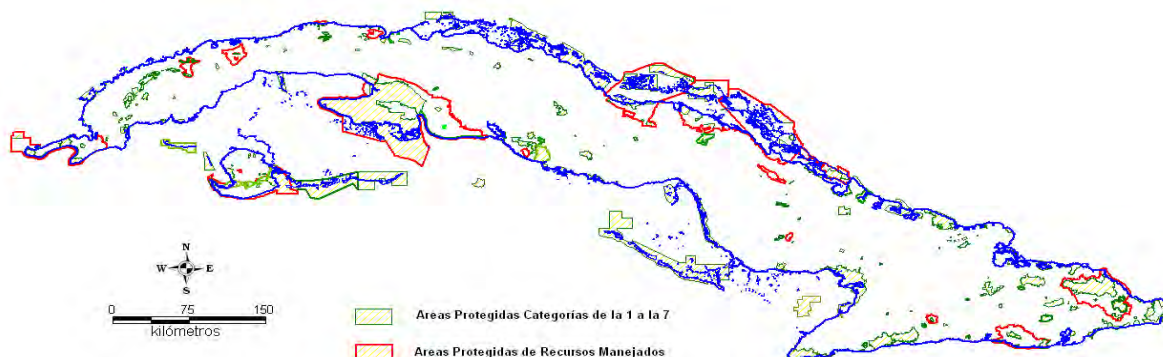 N
W E
S
0 75 150
kilómetros
Areas Protegidas Categorías de la 1 a la 7
Areas Protegidas de Recursos Manejados